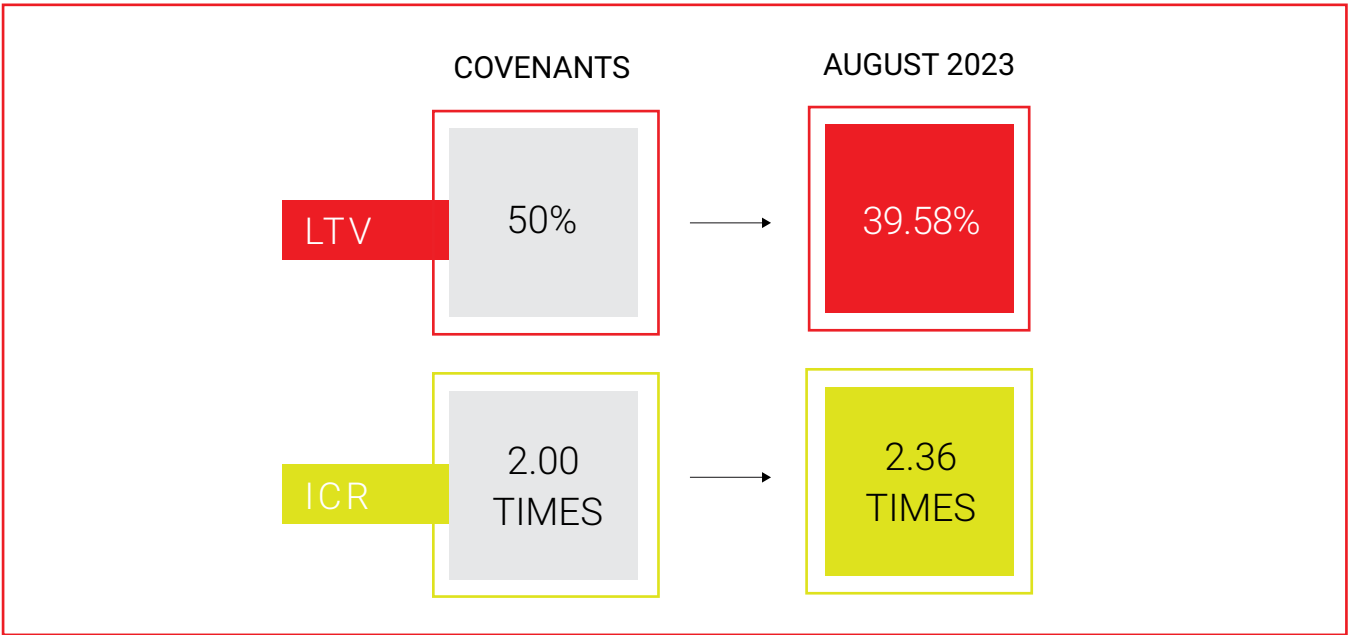 COVENANTS
AUGUST 2023
LTV
50%
39.58%
ICR
2.00
TIMES
2.36
TIMES